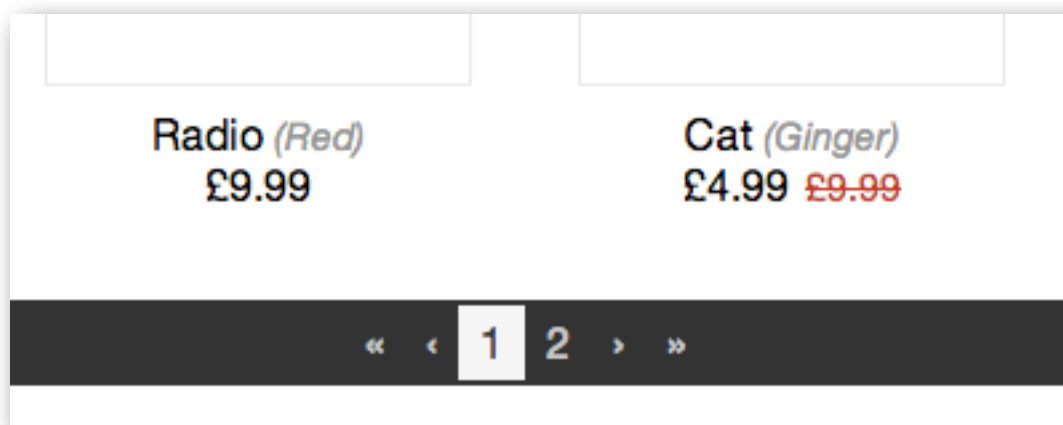 Radio (Red)
£9.99
Cat (Ginger)
£4.99 £9.99
« ‹ 1 2 › »